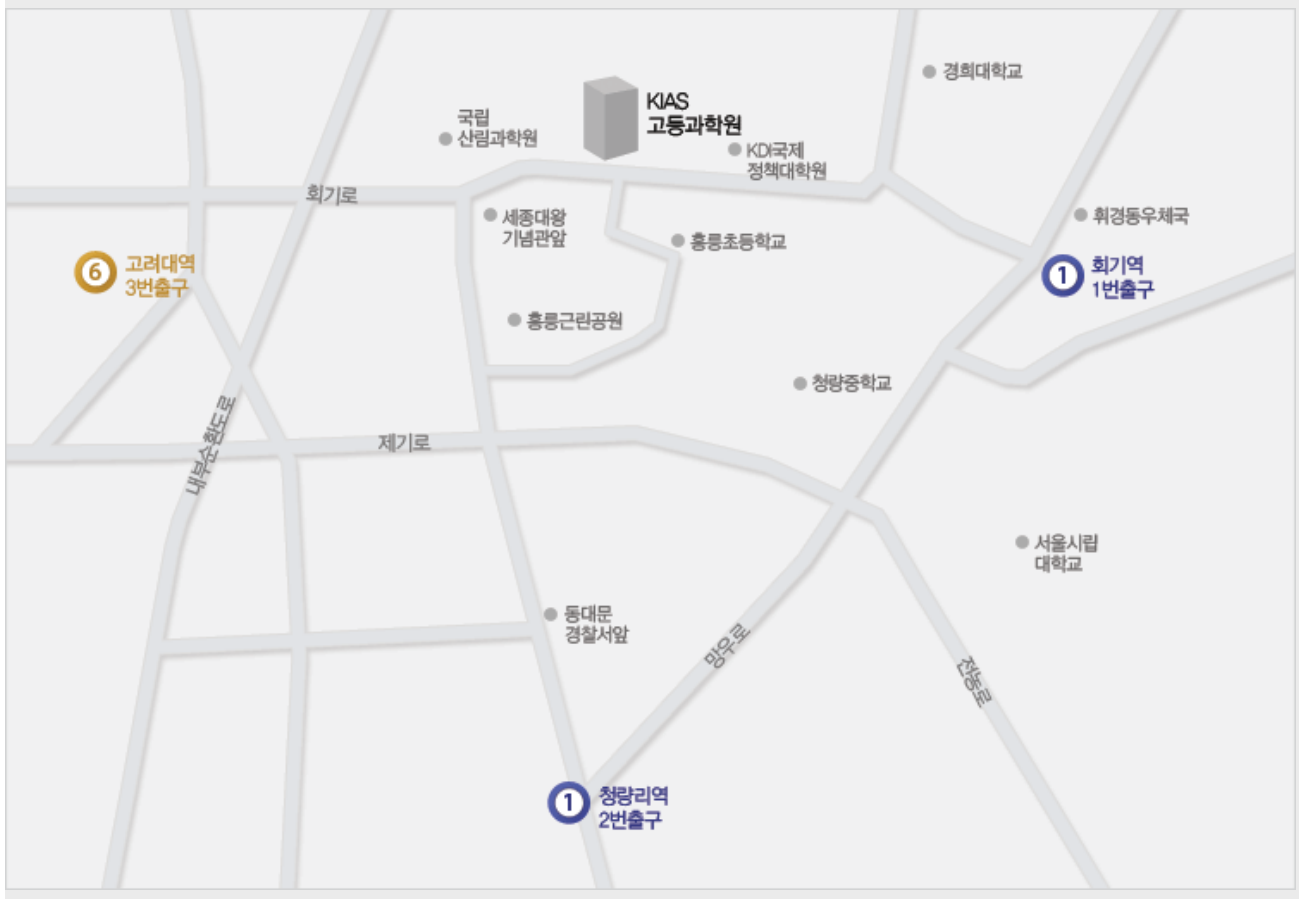 경희대학교
KIAS
고등과학원
국립
산림과학원
KDI국제
정책대학원
회기로
세종대왕
기념관앞
홍릉초등학교
휘경동우체국
6
고려대역
3번출구
1
회기역
1번출구
홍릉근린공원
청량중학교
내부순환도로
제기로
서울시립
대학교
동대문
경찰서앞
망우로
전농로
1
청량리역
2번출구